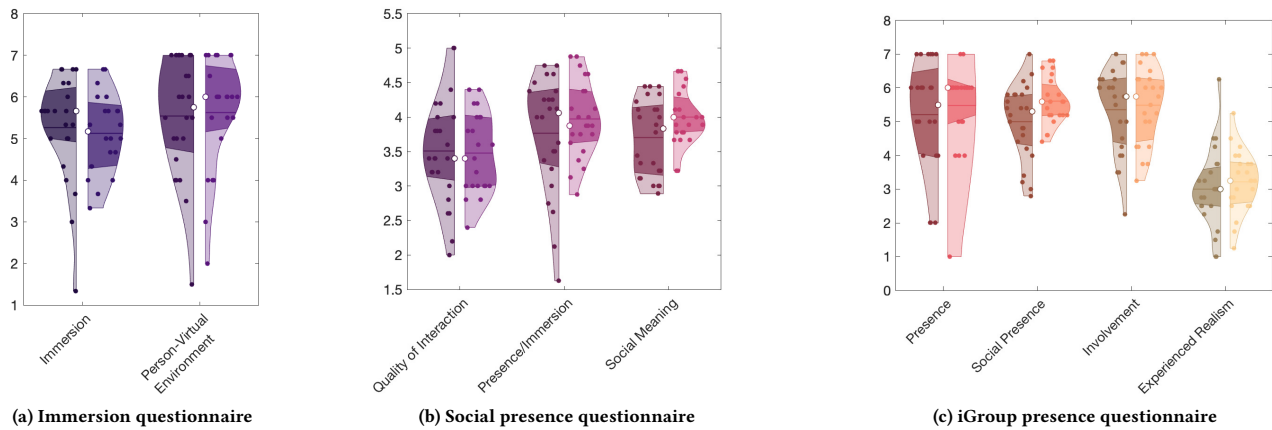 8
7
6
5
4
3
2
1
Immersion
Person-Virtual
Environment
(a) Immersion questionnaire
5.5
5
4.5
4
3.5
3
2.5
2
1.5
Quality of Interaction
Presence/Immersion
Social Meaning
(b) Social presence questionnaire
8
7
6
5
4
3
2
1
0
Presence
Social Presence
Involvement
Experienced Realism
(c) iGroup presence questionnaire